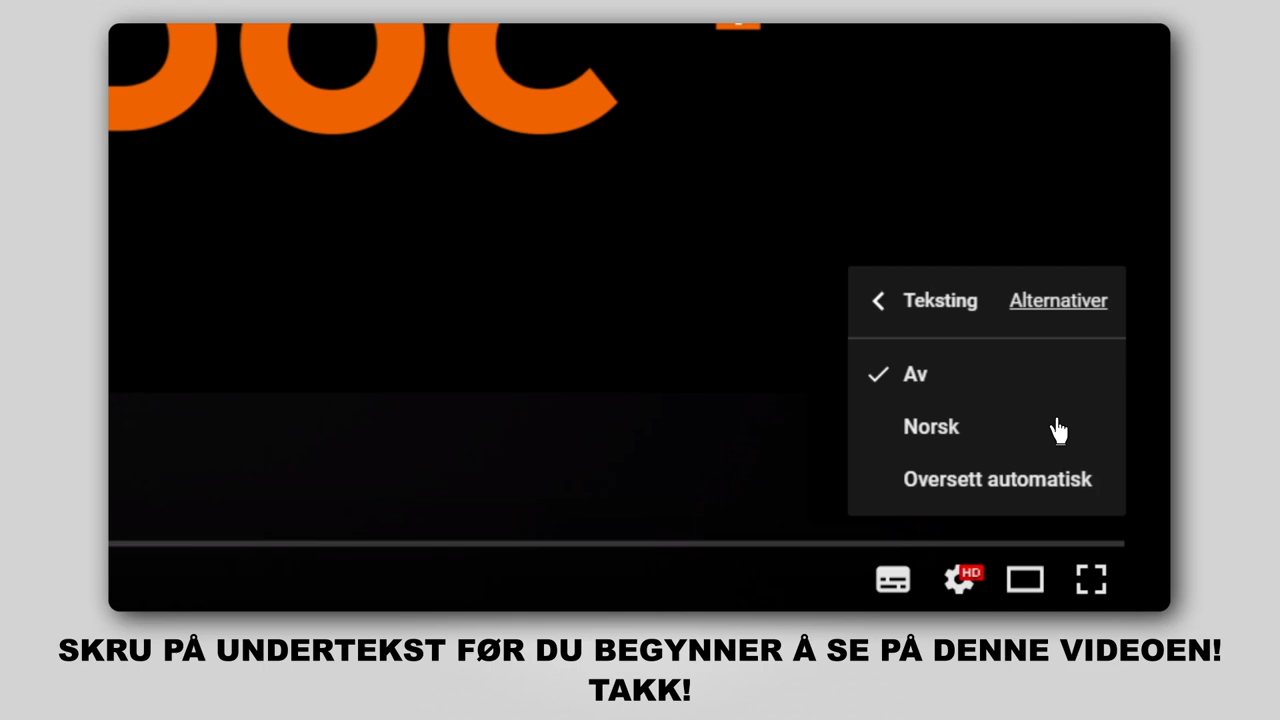 Teksting Alternativer
Av
Norsk
Oversett automatisk
HD
SKRU PÅ UNDERTEKST FØR DU BEGYNNER Å SE PÅ DENNE VIDEOEN!
TAKK!